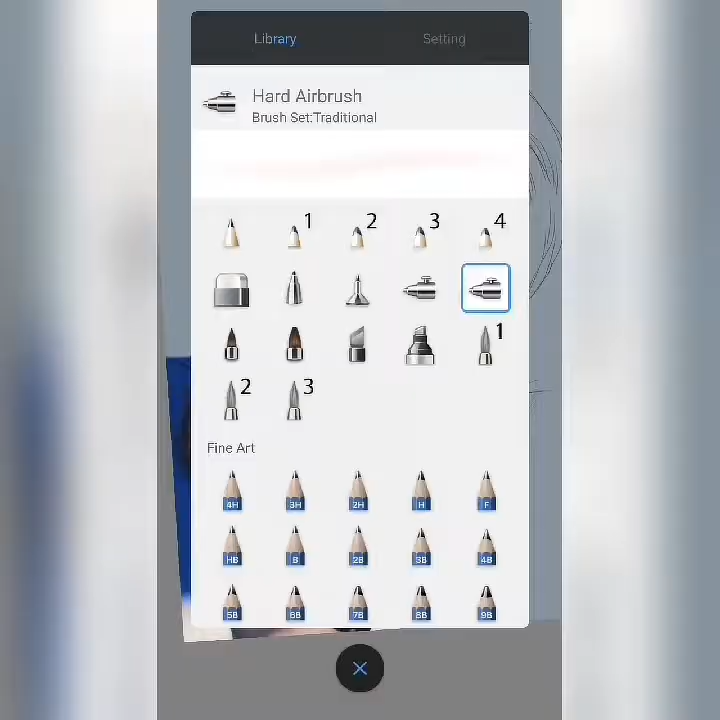 Library Setting
Hard Airbrush
Brush Set:Traditional
1 2 3 4
1
2 3
Fine Art
4H 3H 2H H F
HB B 2B 3B 4B
5B 6B 7B 8B 9B